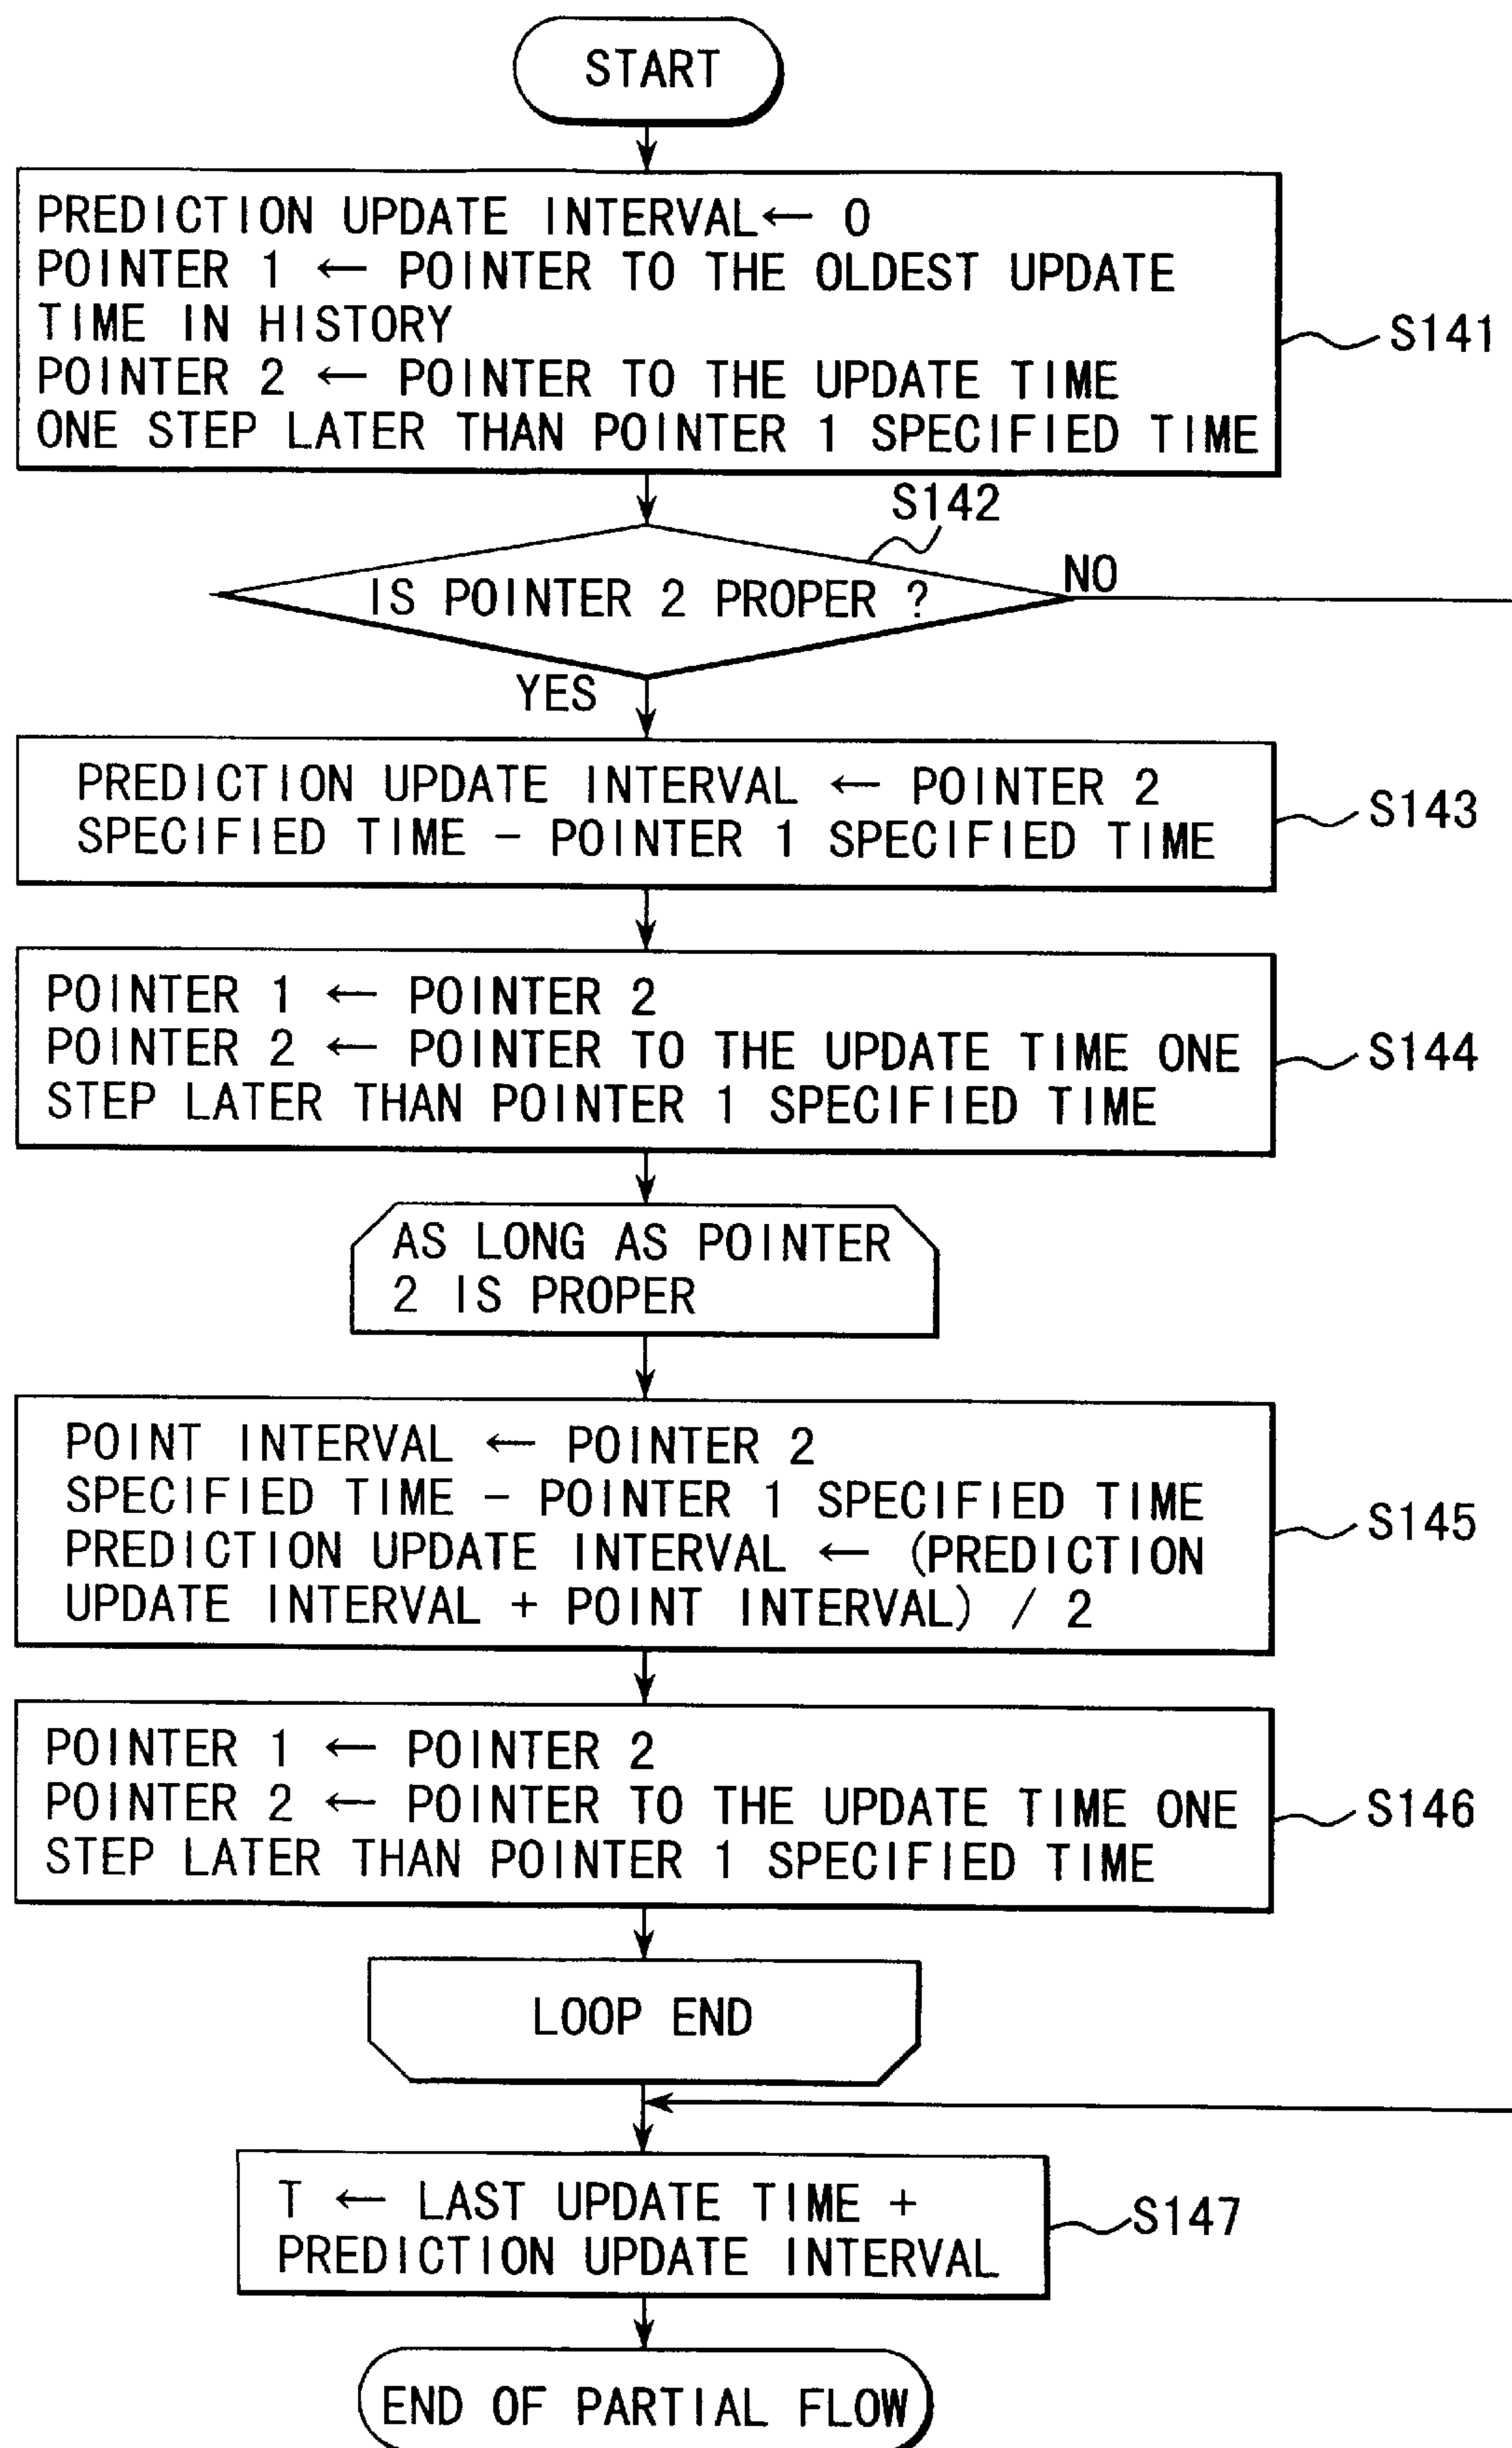 START
PREDICTION UPDATE INTERVAL← 0
POINTER 1 ← POINTER TO THE OLDEST UPDATE
TIME IN HISTORY
POINTER 2 ← POINTER TO THE UPDATE TIME
ONE STEP LATER THAN POINTER 1 SPECIFIED TIME
S141
S142
IS POINTER 2 PROPER ?
NO
YES
PREDICTION UPDATE INTERVAL ← POINTER 2
SPECIFIED TIME − POINTER 1 SPECIFIED TIME
S143
POINTER 1 ← POINTER 2
POINTER 2 ← POINTER TO THE UPDATE TIME ONE
STEP LATER THAN POINTER 1 SPECIFIED TIME
S144
AS LONG AS POINTER
2 IS PROPER
POINT INTERVAL ← POINTER 2
SPECIFIED TIME − POINTER 1 SPECIFIED TIME
PREDICTION UPDATE INTERVAL ← (PREDICTION
UPDATE INTERVAL + POINT INTERVAL) / 2
S145
POINTER 1 ← POINTER 2
POINTER 2 ← POINTER TO THE UPDATE TIME ONE
STEP LATER THAN POINTER 1 SPECIFIED TIME
S146
LOOP END
T ← LAST UPDATE TIME +
PREDICTION UPDATE INTERVAL
S147
END OF PARTIAL FLOW